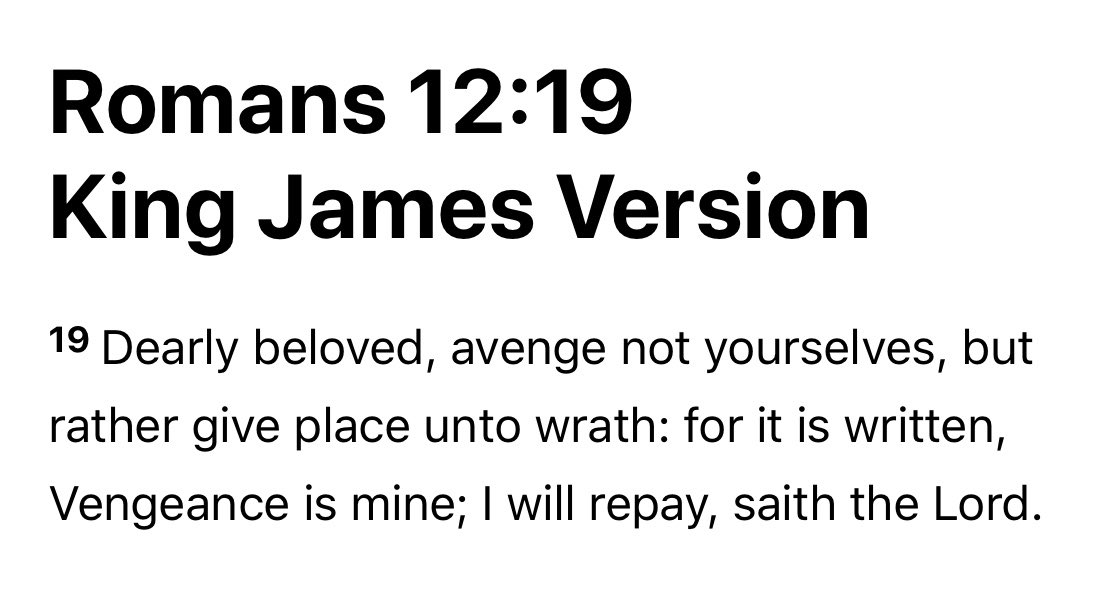 Romans 12:19
King James Version
19 Dearly beloved, avenge not yourselves, but
rather give place unto wrath: for it is written,
Vengeance is mine; I will repay, saith the Lord.